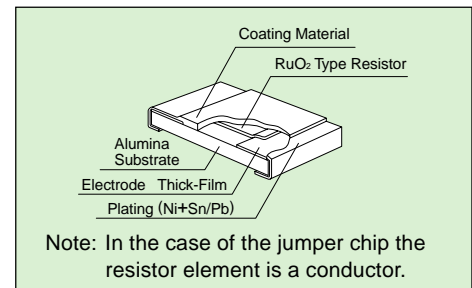 Coating Material
RuO₂ Type Resistor
Alumina
Substrate
Electrode Thick-Film
Plating (Ni+Sn/Pb)
Note: In the case of the jumper chip the
resistor element is a conductor.